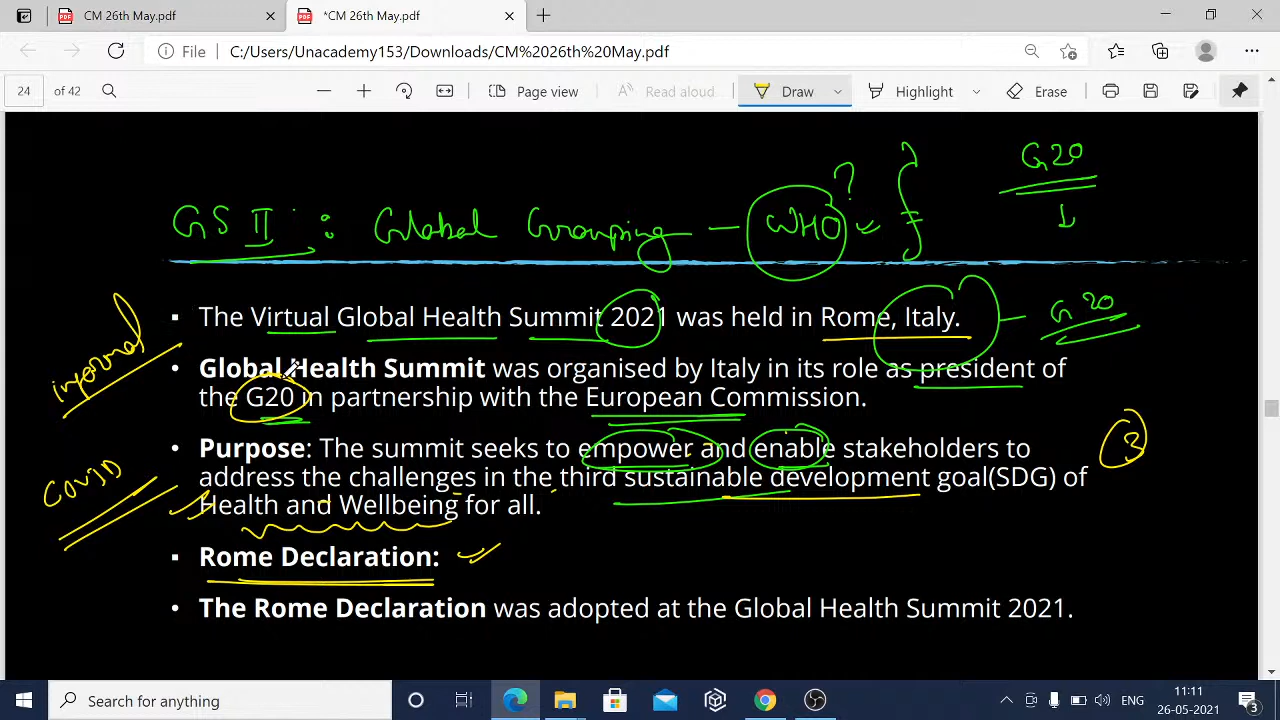 CM 26th May.pdf
*CM 26th May.pdf
File C:/Users/Unacademy153/Downloads/CM%2026th%20May.pdf
24 of 42 Page view Read aloud Draw Highlight Erase
G20
GS II : Global Grouping - WHO ?
▪ The Virtual Global Health Summit 2021 was held in Rome, Italy. - G20
informal
• Global Health Summit was organised by Italy in its role as president of
the G20 in partnership with the European Commission.
• Purpose: The summit seeks to empower and enable stakeholders to 3
COVID
address the challenges in the third sustainable development goal(SDG) of
Health and Wellbeing for all.
▪ Rome Declaration:
• The Rome Declaration was adopted at the Global Health Summit 2021.
Search for anything
ENG
11:11
26-05-2021
3